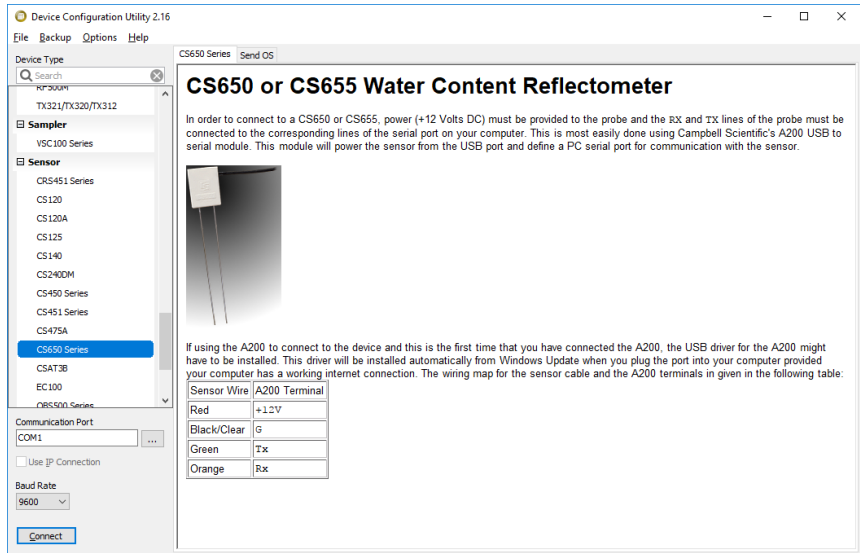 Device Configuration Utility 2.16
File Backup Options Help
Device Type
Search
RF500M
TX321/TX320/TX312
Sampler
VSC100 Series
Sensor
CRS451 Series
CS120
CS120A
CS125
CS140
CS240DM
CS450 Series
CS451 Series
CS475A
CS650 Series
CSAT3B
EC100
OBS500 Series
Communication Port
COM1
...
Use IP Connection
Baud Rate
9600
Connect
CS650 Series Send OS
CS650 or CS655 Water Content Reflectometer
In order to connect to a CS650 or CS655, power (+12 Volts DC) must be provided to the probe and the RX and TX lines of the probe must be
connected to the corresponding lines of the serial port on your computer. This is most easily done using Campbell Scientific's A200 USB to
serial module. This module will power the sensor from the USB port and define a PC serial port for communication with the sensor.
If using the A200 to connect to the device and this is the first time that you have connected the A200, the USB driver for the A200 might
have to be installed. This driver will be installed automatically from Windows Update when you plug the port into your computer provided
your computer has a working internet connection. The wiring map for the sensor cable and the A200 terminals in given in the following table:
Sensor Wire A200 Terminal
Red +12V
Black/Clear G
Green Tx
Orange Rx